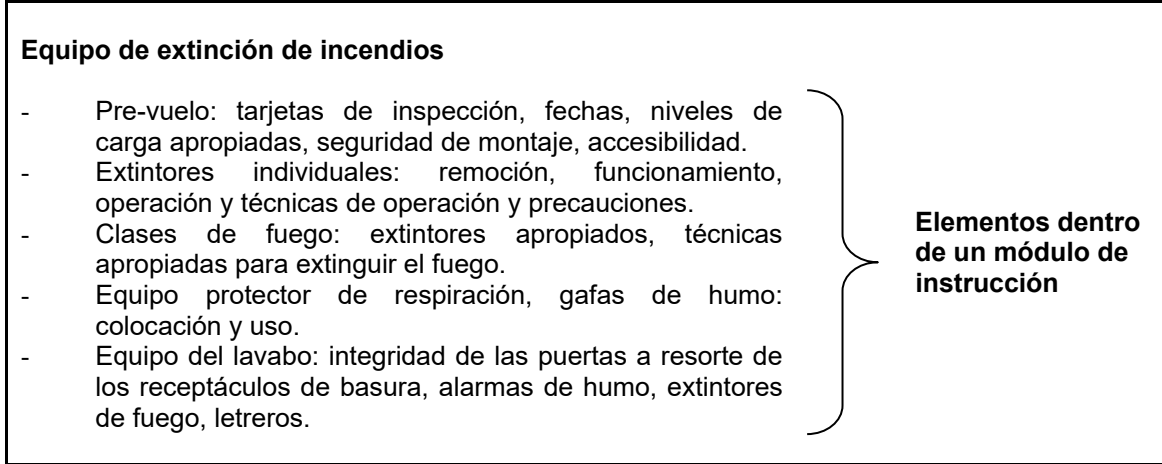 Equipo de extinción de incendios
- Pre-vuelo: tarjetas de inspección, fechas, niveles de
carga apropiadas, seguridad de montaje, accesibilidad.
- Extintores individuales: remoción, funcionamiento,
operación y técnicas de operación y precauciones.
- Clases de fuego: extintores apropiados, técnicas
apropiadas para extinguir el fuego.
- Equipo protector de respiración, gafas de humo:
colocación y uso.
- Equipo del lavabo: integridad de las puertas a resorte de
los receptáculos de basura, alarmas de humo, extintores
de fuego, letreros.
Elementos dentro
de un módulo de
instrucción